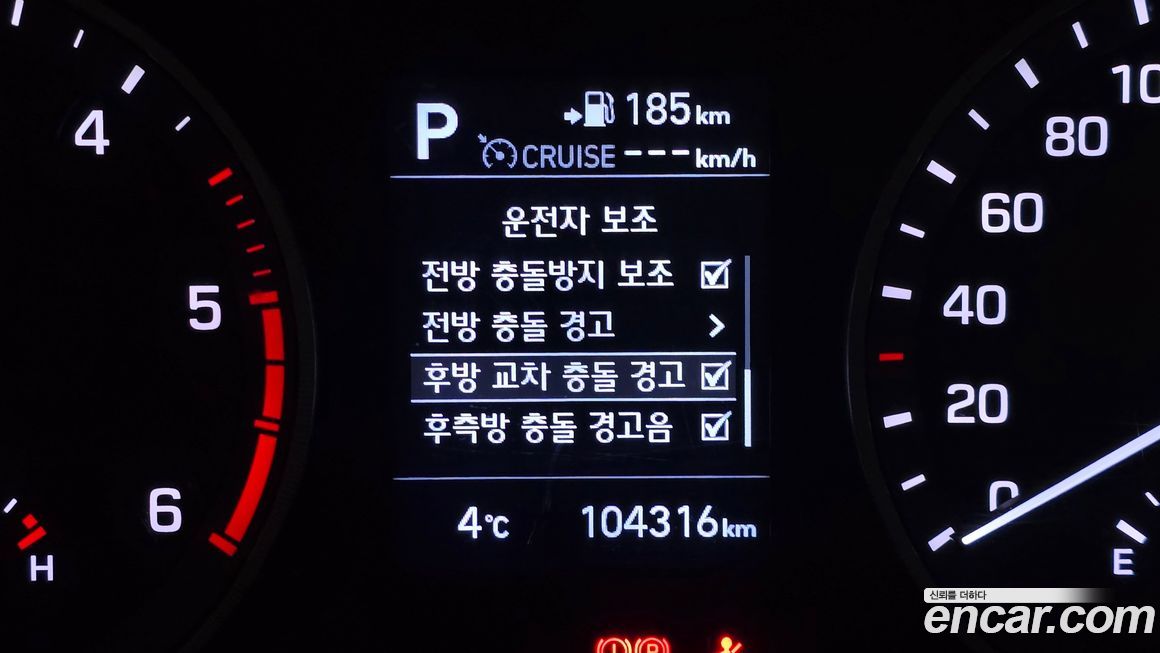 P 185km
CRUISE ---km/h
운전자 보조
전방 충돌방지 보조
전방 충돌 경고
후방 교차 충돌 경고
후측방 충돌 경고음
4℃ 104316km
4
5
6
H
100
80
60
40
20
0
E
신뢰를 더하다
encar.com